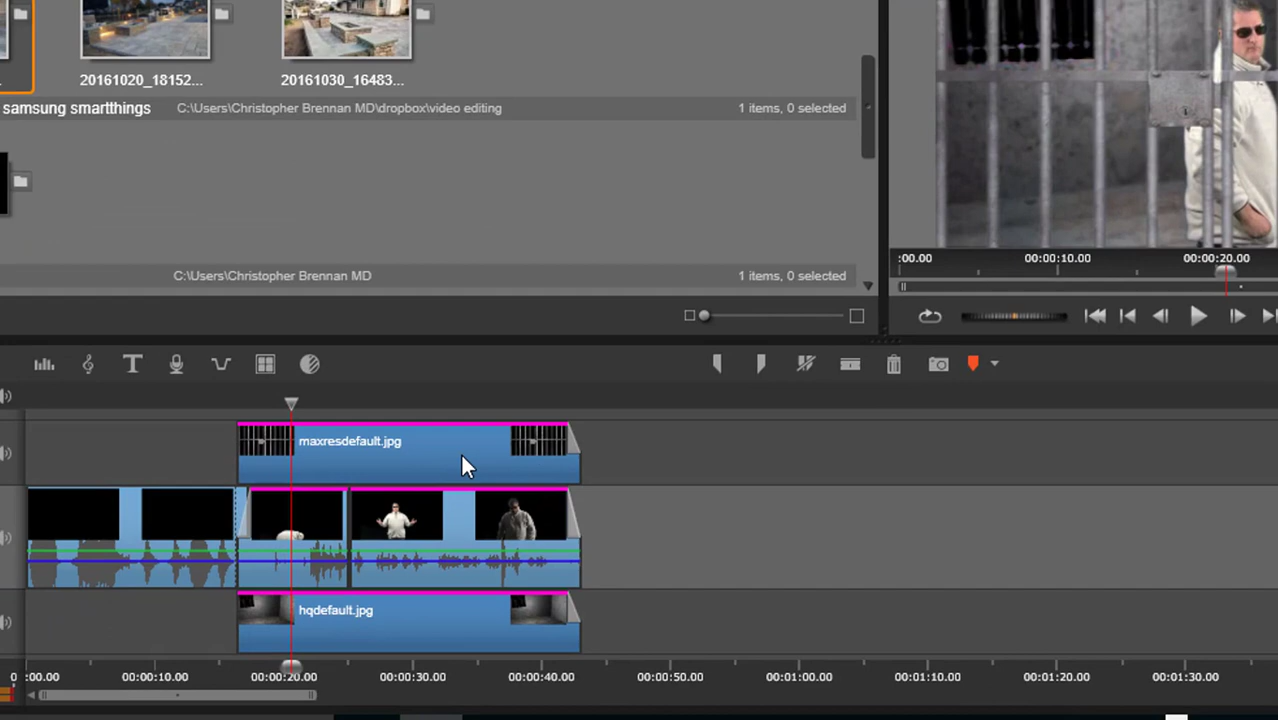 20161020_18152...
20161030_16483...
samsung smartthings
C:\Users\Christopher Brennan MD\dropbox\video editing
1 items, 0 selected
C:\Users\Christopher Brennan MD
1 items, 0 selected
:00.00
00:00:10.00
00:00:20.00
maxresdefault.jpg
hqdefault.jpg
0
:00.00
00:00:10.00
00:00:20.00
00:00:30.00
00:00:40.00
00:00:50.00
00:01:00.00
00:01:10.00
00:01:20.00
00:01:30.00